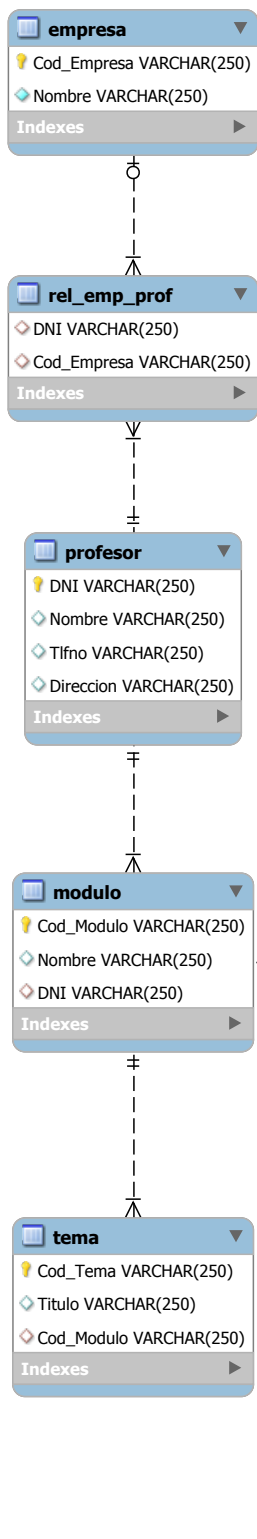 empresa
Cod_Empresa VARCHAR(250)
Nombre VARCHAR(250)
Indexes
rel_emp_prof
DNI VARCHAR(250)
Cod_Empresa VARCHAR(250)
Indexes
profesor
DNI VARCHAR(250)
Nombre VARCHAR(250)
Tlfno VARCHAR(250)
Direccion VARCHAR(250)
Indexes
modulo
Cod_Modulo VARCHAR(250)
Nombre VARCHAR(250)
DNI VARCHAR(250)
Indexes
tema
Cod_Tema VARCHAR(250)
Titulo VARCHAR(250)
Cod_Modulo VARCHAR(250)
Indexes